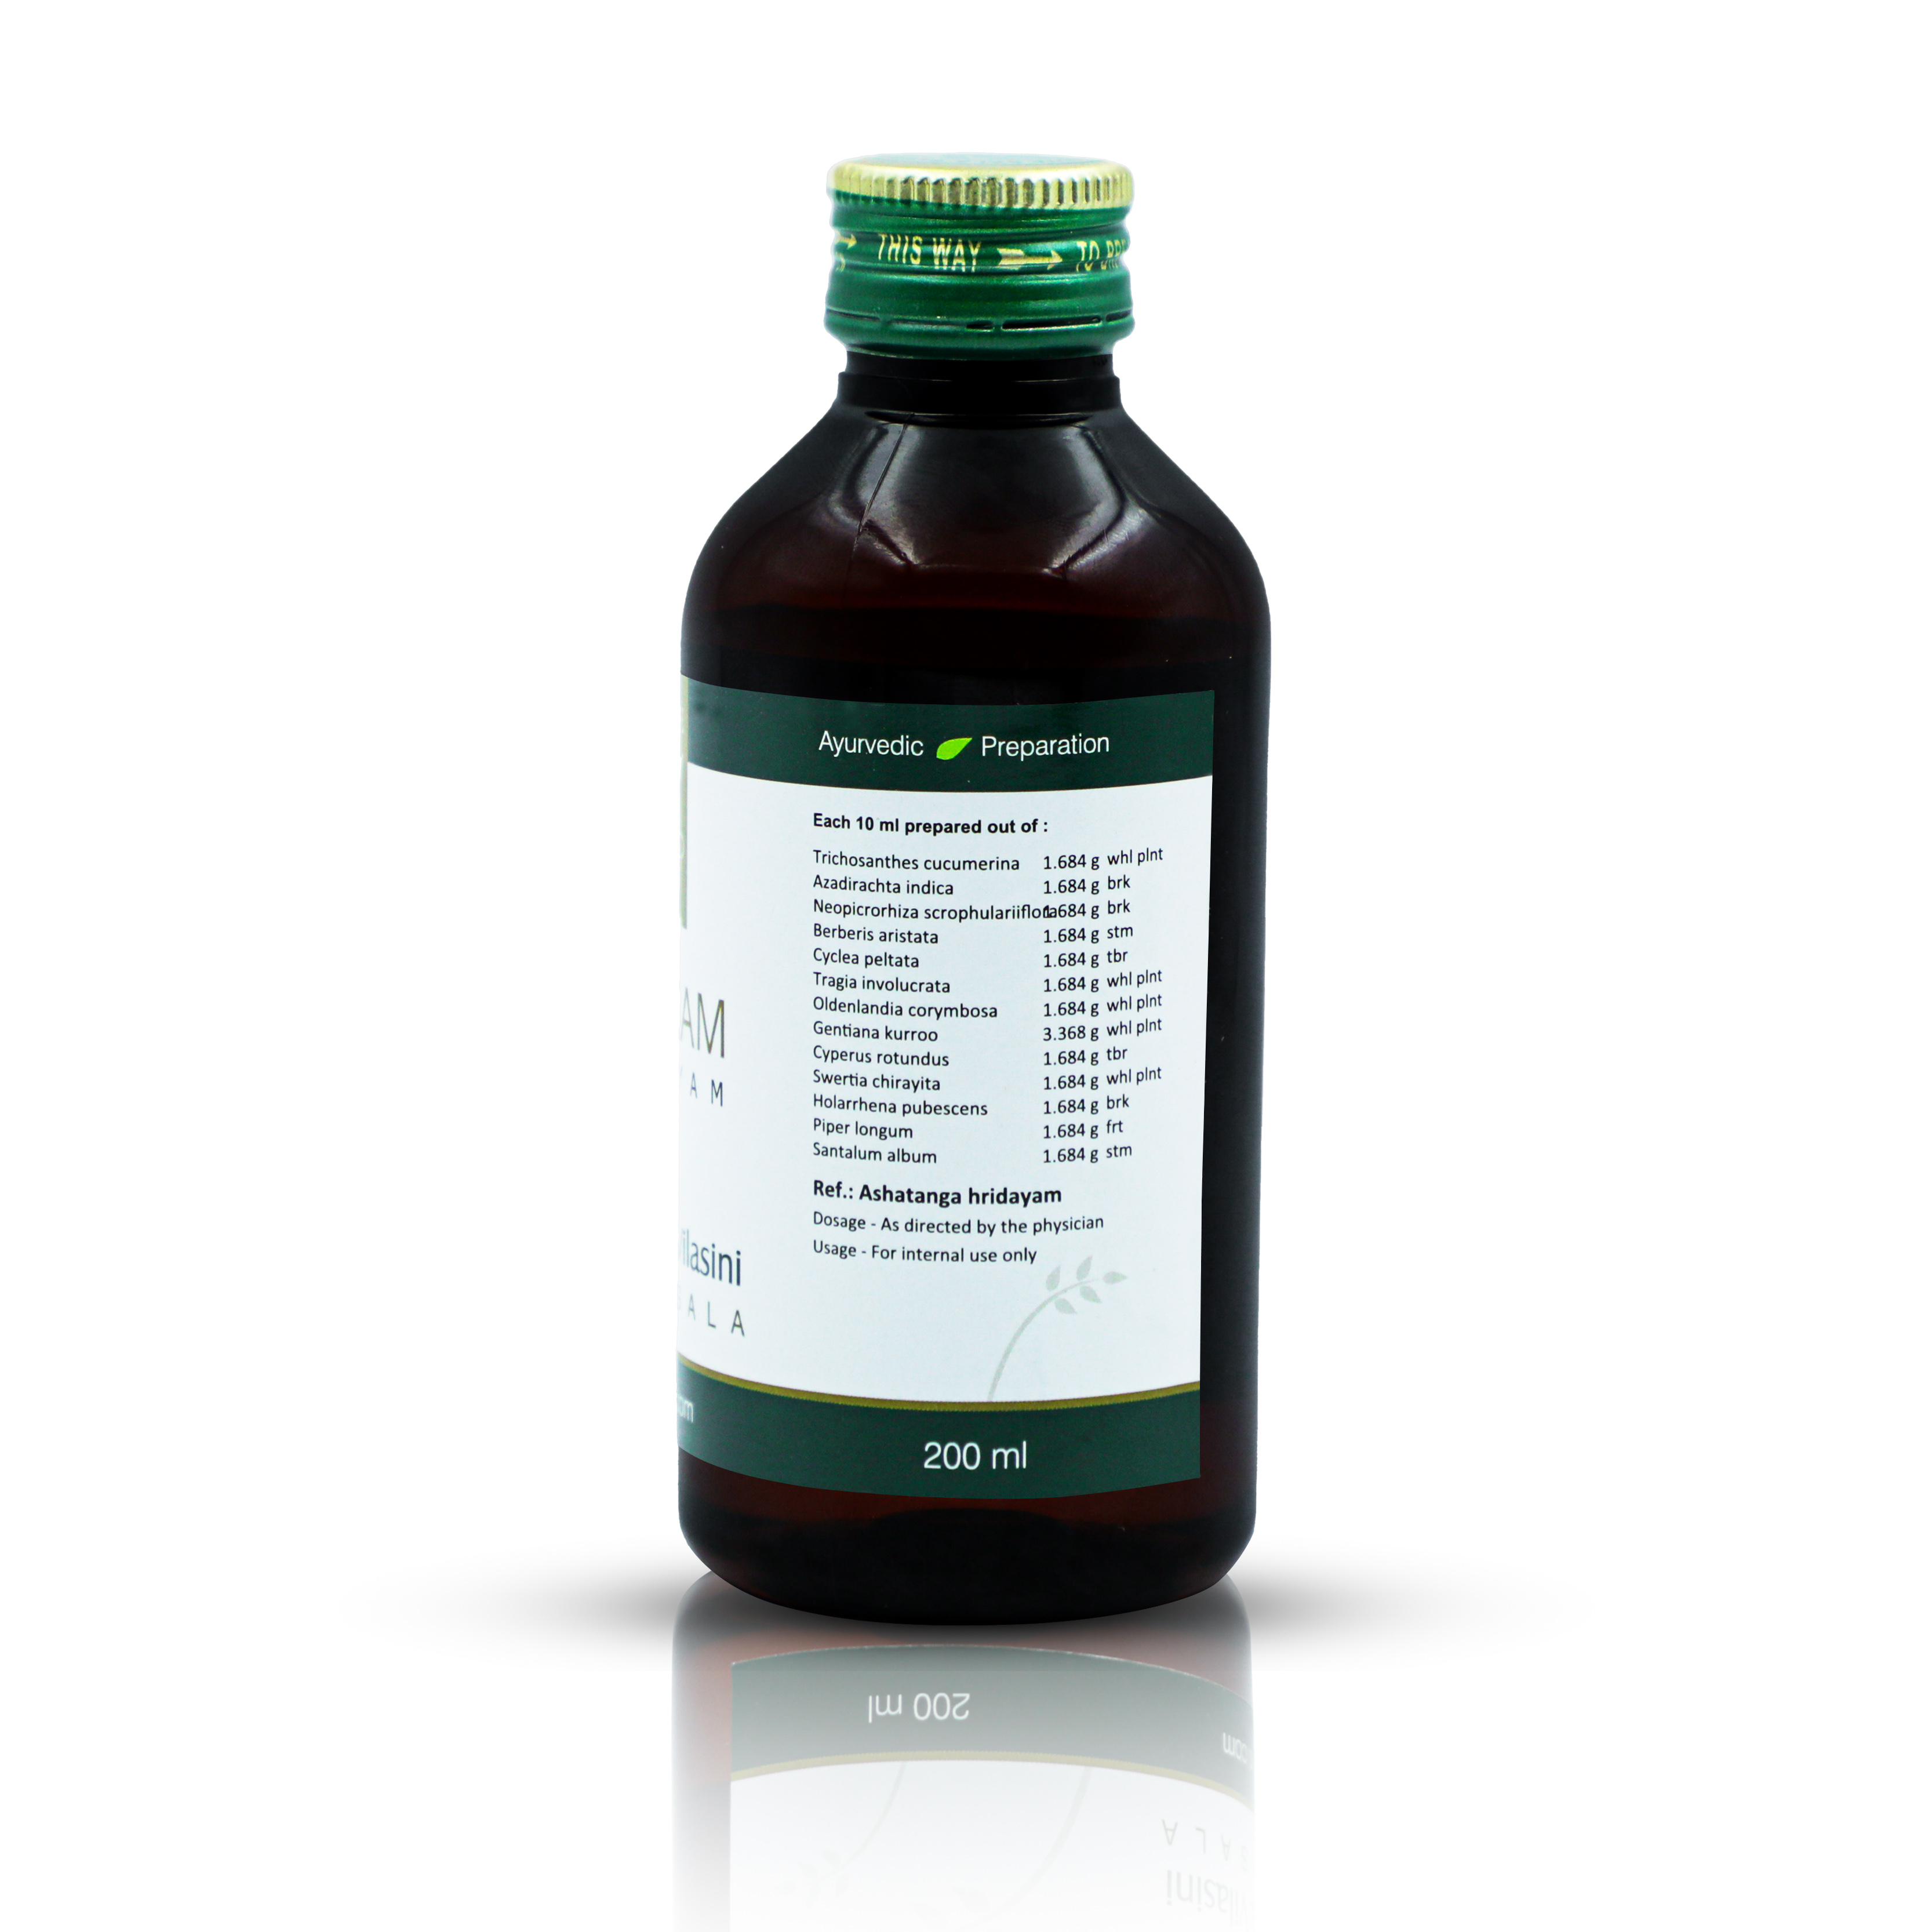 THIS WAY
Ayurvedic Preparation
Each 10 ml prepared out of :
Trichosanthes cucumerina 1.684 g whl plnt
Azadirachta indica 1.684 g brk
Neopicrorhiza scrophulariiflora 1.684 g brk
Berberis aristata 1.684 g stm
Cyclea peltata 1.684 g tbr
Tragia involucrata 1.684 g whl plnt
Oldenlandia corymbosa 1.684 g whl plnt
Gentiana kurroo 3.368 g whl plnt
Cyperus rotundus 1.684 g tbr
Swertia chirayita 1.684 g whl plnt
Holarrhena pubescens 1.684 g brk
Piper longum 1.684 g frt
Santalum album 1.684 g stm
Ref.: Ashatanga hridayam
Dosage - As directed by the physician
Usage - For internal use only
200 ml